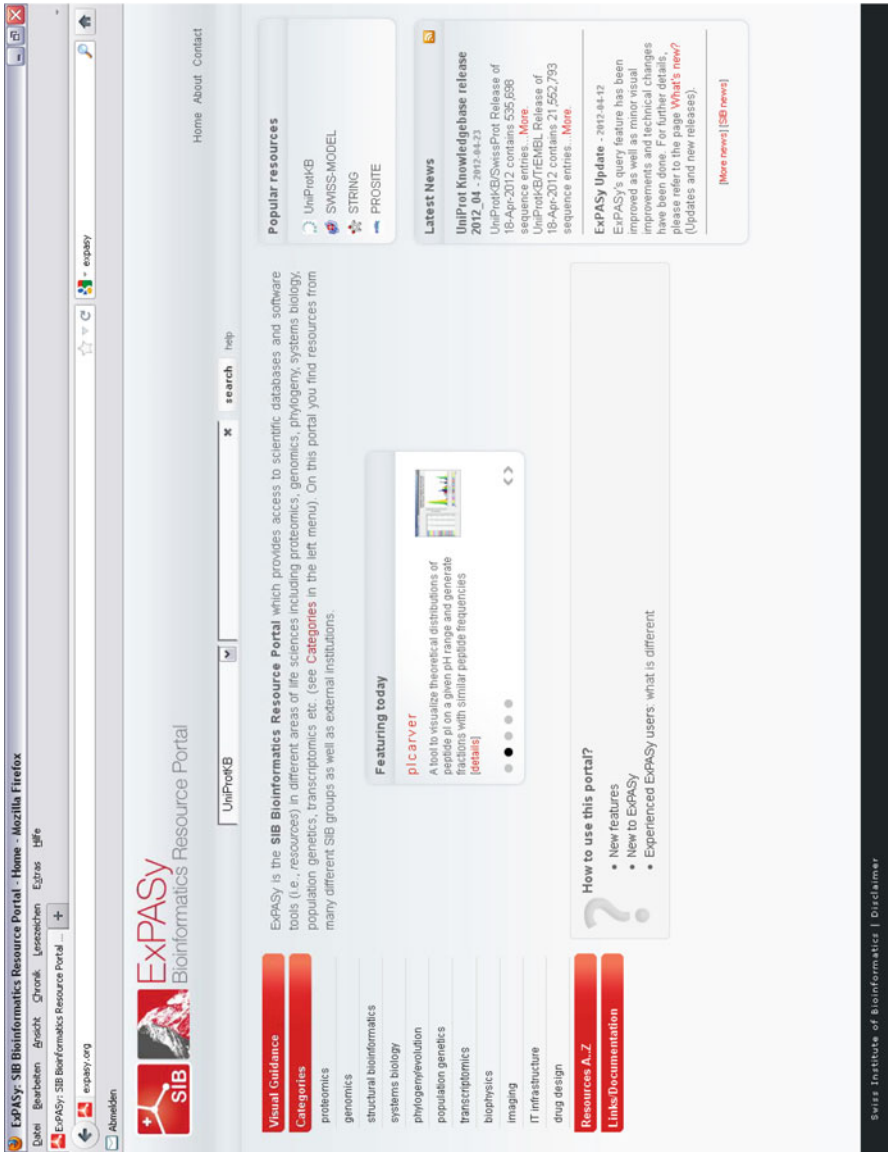 ExPASy: SIB Bioinformatics Resource Portal - Home - Mozilla Firefox
Datei Bearbeiten Ansicht Chronik Lesezeichen Extras Hilfe
ExPASy: SIB Bioinformatics Resource Portal ... +
expasy.org
expasy
Abmelden
SIB
ExPASy
Bioinformatics Resource Portal
Home About Contact
UniProtKB
search help
Visual Guidance
Categories
proteomics
genomics
structural bioinformatics
systems biology
phylogeny/evolution
population genetics
transcriptomics
biophysics
imaging
IT infrastructure
drug design
Resources A..Z
Links/Documentation
ExPASy is the SIB Bioinformatics Resource Portal which provides access to scientific databases and software
tools (i.e., resources) in different areas of life sciences including proteomics, genomics, phylogeny, systems biology,
population genetics, transcriptomics etc. (see Categories in the left menu). On this portal you find resources from
many different SIB groups as well as external institutions.
Featuring today
pIcarver
A tool to visualize theoretical distributions of
peptide pI on a given pH range and generate
fractions with similar peptide frequencies
[details]
< >
? How to use this portal?
• New features
• New to ExPASy
• Experienced ExPASy users: what is different
Popular resources
UniProtKB
SWISS-MODEL
STRING
PROSITE
Latest News
UniProt Knowledgebase release
2012_04 - 2012-04-23
UniProtKB/SwissProt Release of
18-Apr-2012 contains 535,698
sequence entries...More.
UniProtKB/TrEMBL Release of
18-Apr-2012 contains 21,552,793
sequence entries...More.
ExPASy Update - 2012-04-12
ExPASy's query feature has been
improved as well as minor visual
improvements and technical changes
have been done. For further details,
please refer to the page What's new?
(Updates and new releases).
[More news] [SIB news]
Swiss Institute of Bioinformatics | Disclaimer